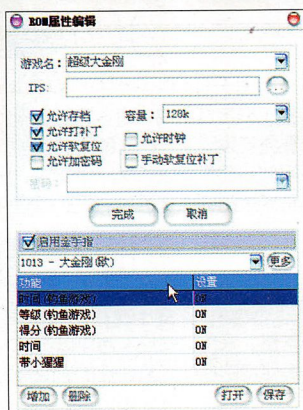 ROM属性编辑
游戏名：超级大金刚
IPS:
允许存档 容量：128k
允许打补丁 允许时钟
允许软复位
允许加密码 手动软复位补丁
密码:
完成 取消
启用金手指
1013 - 大金刚(欧) 更多
功能 设置
时间(钓鱼游戏) ON
等级(钓鱼游戏) ON
得分(钓鱼游戏) ON
时间 ON
带小猩猩 ON
增加 删除 打开 保存